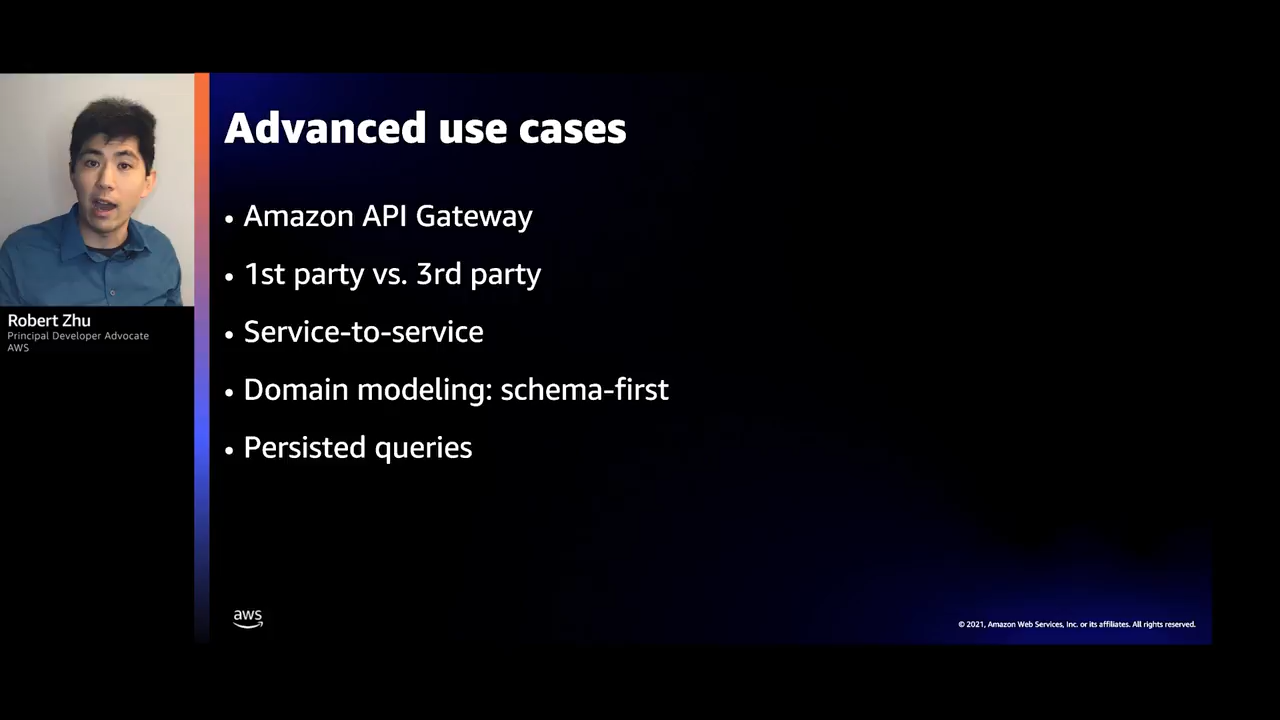 Advanced use cases
• Amazon API Gateway
• 1st party vs. 3rd party
• Service-to-service
• Domain modeling: schema-first
• Persisted queries
Robert Zhu
Principal Developer Advocate
AWS
aws
© 2021, Amazon Web Services, Inc. or its affiliates. All rights reserved.